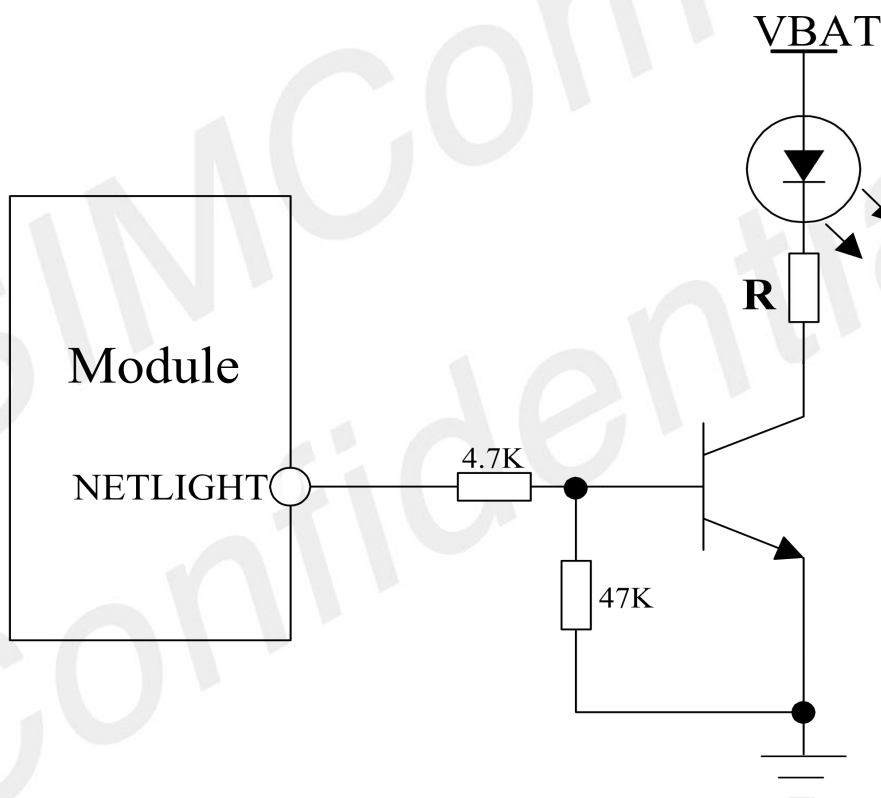 VBAT
R
Module
NETLIGHT
4.7K
47K
SIMCom
Confidential